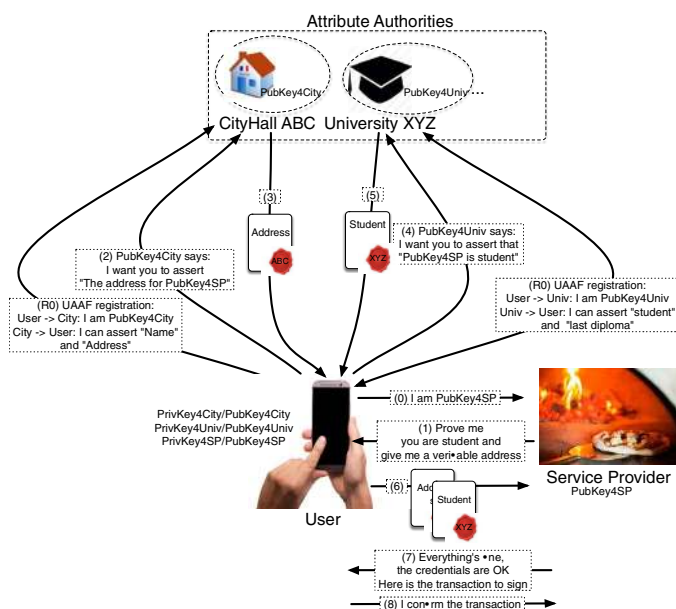 Attribute Authorities
PubKey4City
PubKey4Univ ...
CityHall ABC
University XYZ
(3)
(5)
Address
ABC
Student
XYZ
(2) PubKey4City says:
I want you to assert
"The address for PubKey4SP"
(4) PubKey4Univ says:
I want you to assert that
"PubKey4SP is student"
(R0) UAAF registration:
User -> City: I am PubKey4City
City -> User: I can assert "Name"
and "Address"
(R0) UAAF registration:
User -> Univ: I am PubKey4Univ
Univ -> User: I can assert "student"
and "last diploma"
PrivKey4City/PubKey4City
PrivKey4Univ/PubKey4Univ
PrivKey4SP/PubKey4SP
User
(0) I am PubKey4SP
(1) Prove me
you are student and
give me a veri•able address
Service Provider
PubKey4SP
(6)
Add
s
Student
XYZ
(7) Everything's •ne,
the credentials are OK
Here is the transaction to sign
(8) I con•rm the transaction